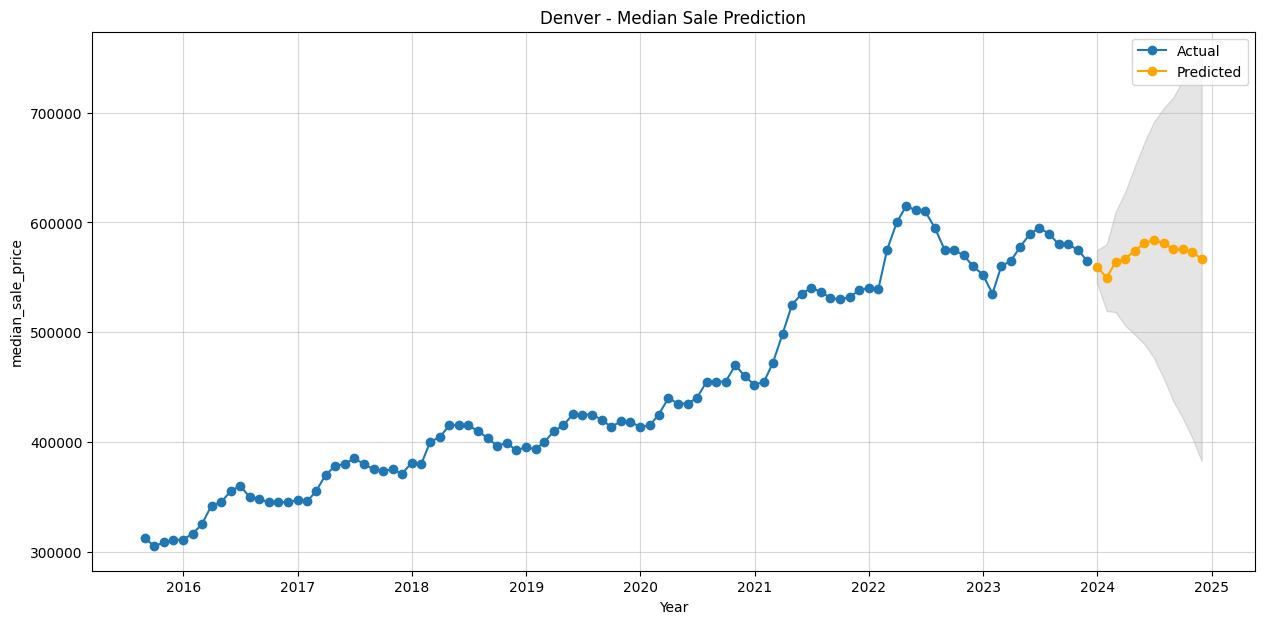 Denver - Median Sale Prediction
Actual
Predicted
700000
600000
500000
400000
300000
median_sale_price
2016 2017 2018 2019 2020 2021 2022 2023 2024 2025
Year